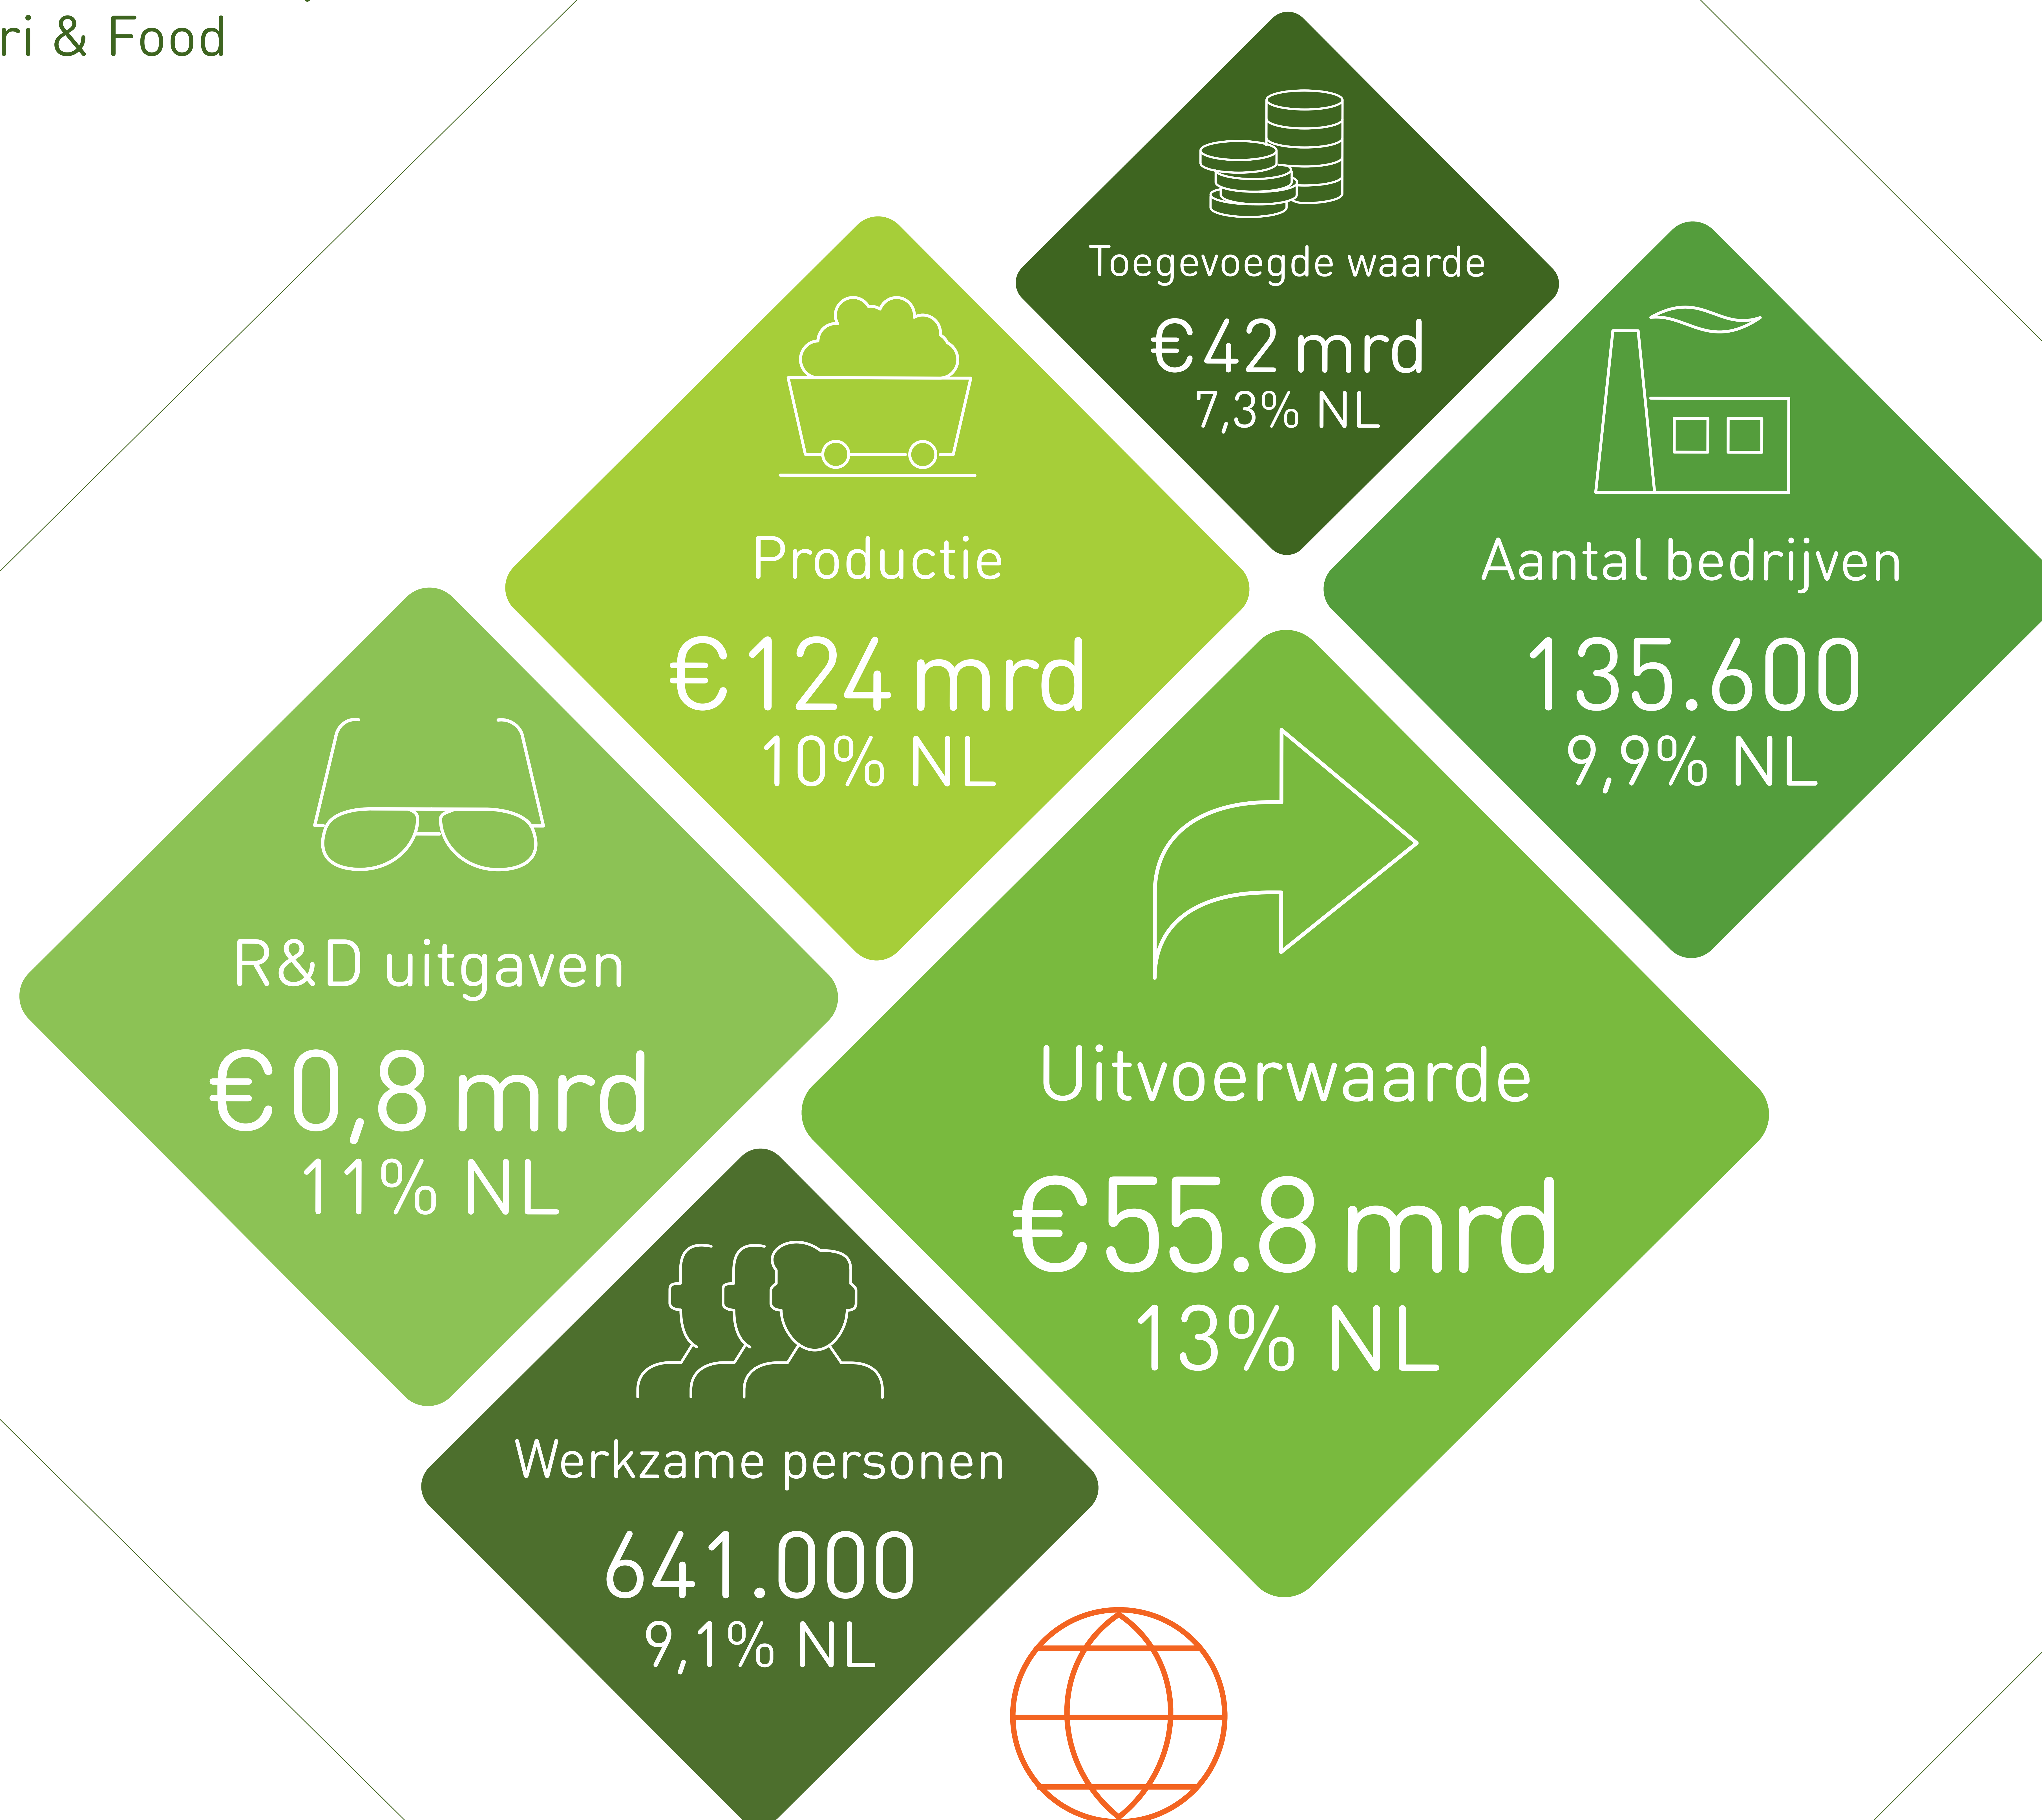 ri & Food
Toegevoegde waarde
€42 mrd
7,3% NL
Productie
€124 mrd
10% NL
Aantal bedrijven
135.600
9,9% NL
R&D uitgaven
€0,8 mrd
11% NL
Uitvoerwaarde
€55.8 mrd
13% NL
Werkzame personen
641.000
9,1% NL